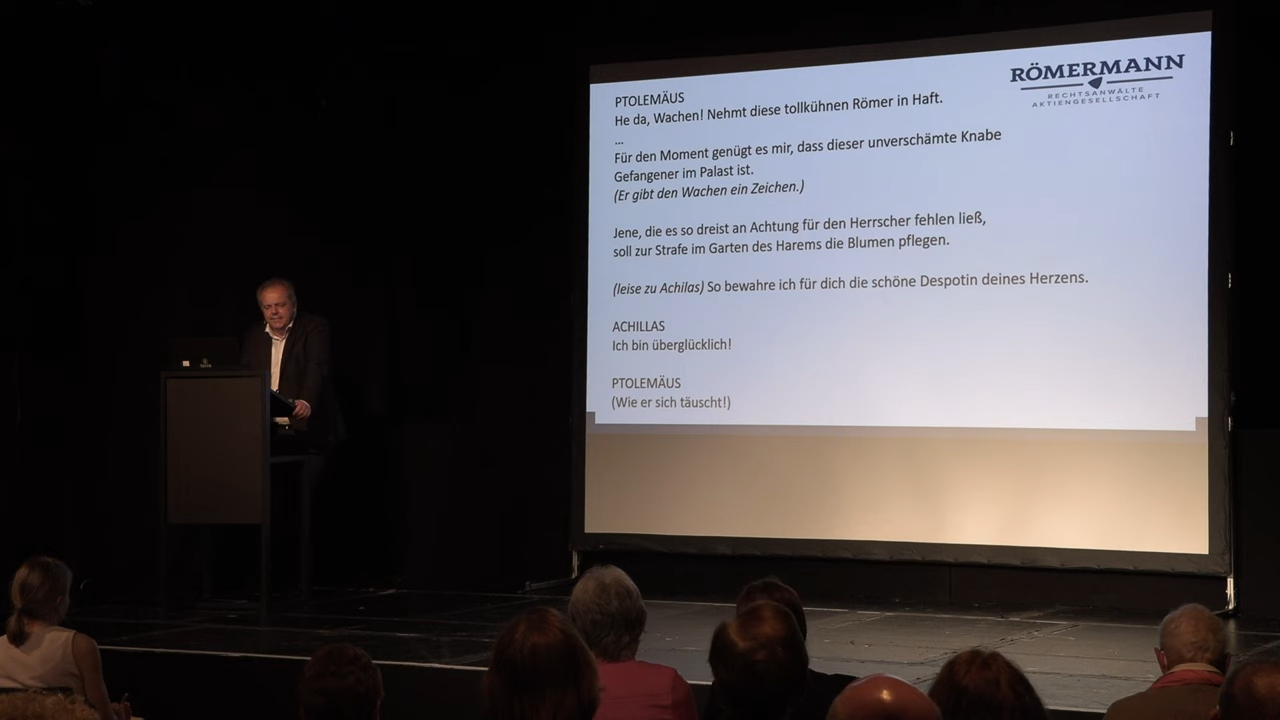 RÖMERMANN
RECHTSANWÄLTE
AKTIENGESELLSCHAFT
PTOLEMÄUS
He da, Wachen! Nehmt diese tollkühnen Römer in Haft.
...
Für den Moment genügt es mir, dass dieser unverschämte Knabe
Gefangener im Palast ist.
(Er gibt den Wachen ein Zeichen.)
Jene, die es so dreist an Achtung für den Herrscher fehlen ließ,
soll zur Strafe im Garten des Harems die Blumen pflegen.
(leise zu Achilas) So bewahre ich für dich die schöne Despotin deines Herzens.
ACHILLAS
Ich bin überglücklich!
PTOLEMÄUS
(Wie er sich täuscht!)